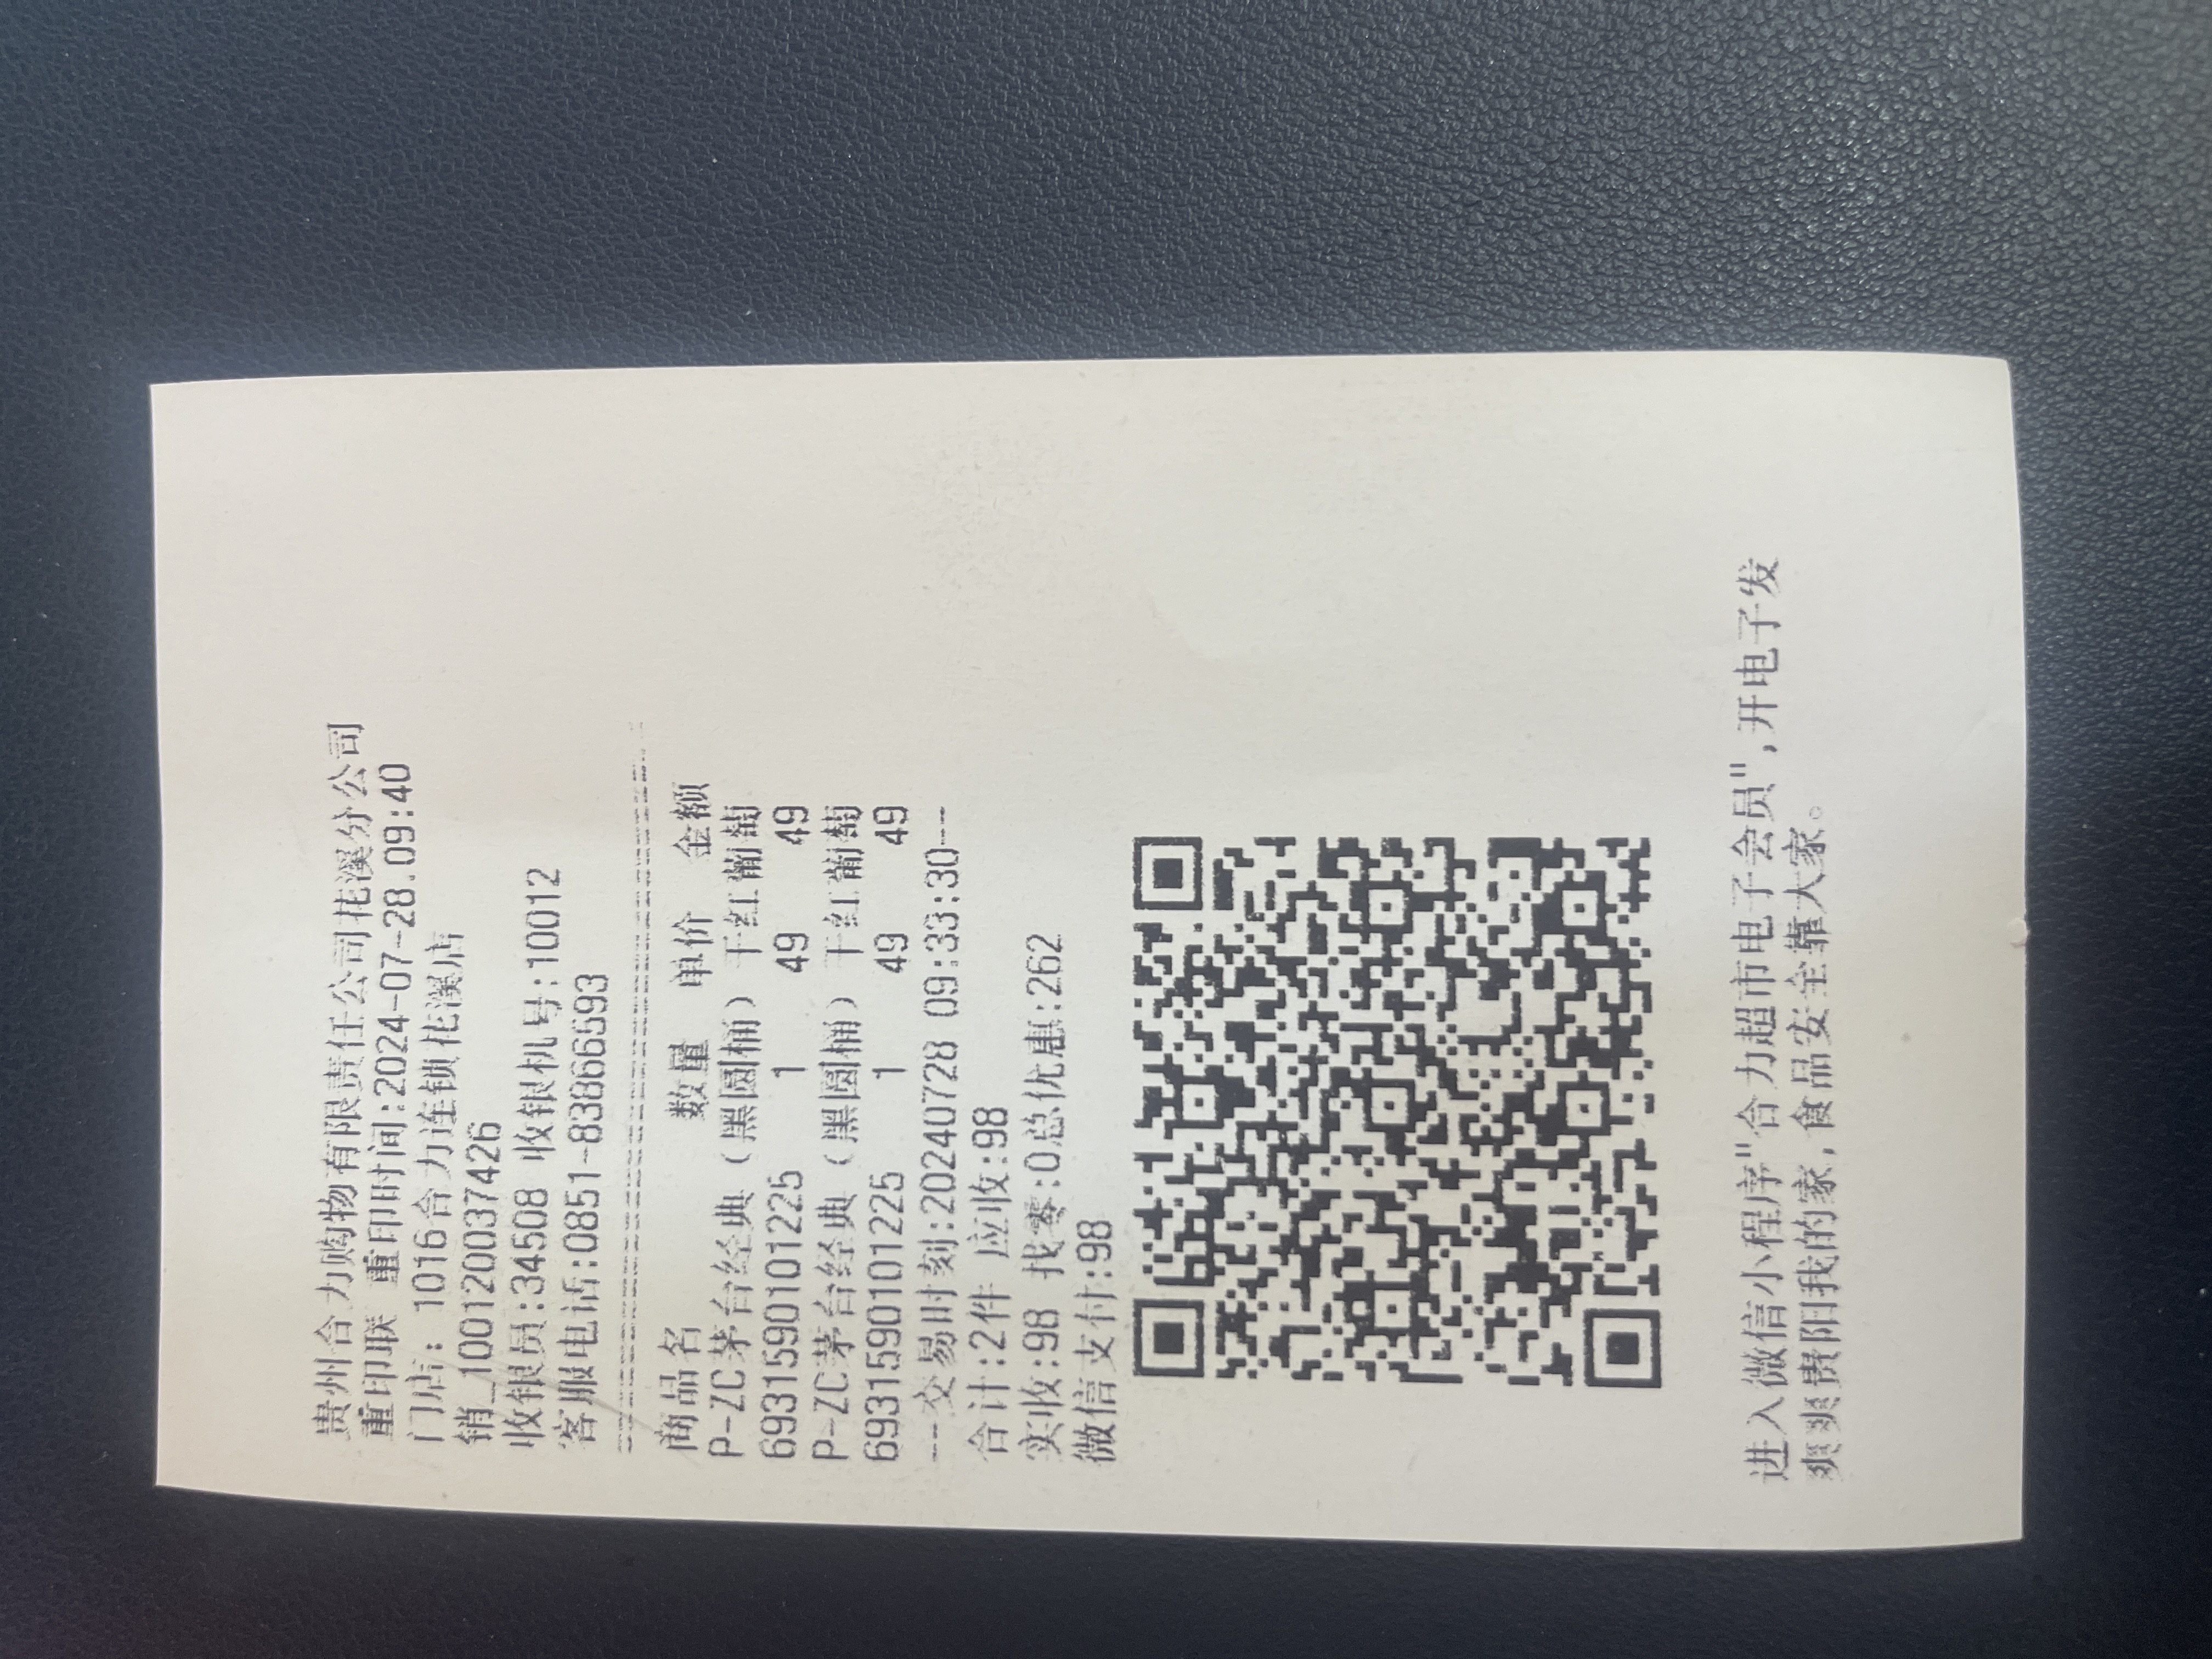 贵州合力购物有限责任公司花溪分公司
重印联 重印时间:2024-07-28.09:40
门店: 1016合力连锁花溪店
销_100120037426
收银员:34508 收银机号:10012
客服电话:0851-83866593
商品名 数量 单价 金额
P-ZC茅台经典（黑圆桶）干红葡萄
6931590101225 1 49 49
P-ZC茅台经典（黑圆桶）干红葡萄
6931590101225 1 49 49
--交易时刻:20240728 09:33:30--
合计:2件 应收:98
实收:98 找零:0总优惠:262
微信支付:98
进入微信小程序"合力超市电子会员",开电子发
爽爽贵阳我的家,食品安全靠大家。